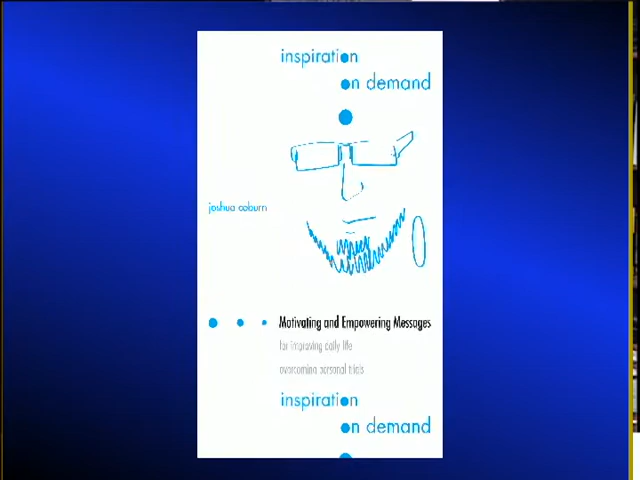 inspiration
on demand
joshua coburn
Motivating and Empowering Messages
for improving daily life
overcoming personal trials
inspiration
on demand